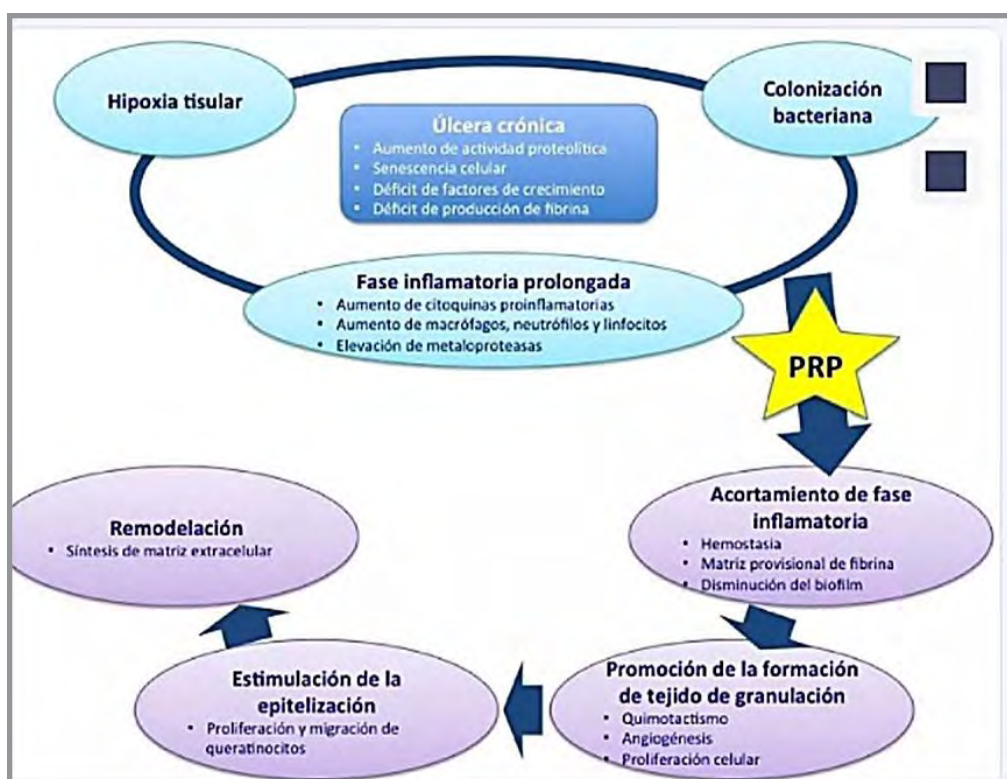 Hipoxia tisular
Colonización
bacteriana
Úlcera crónica
• Aumento de actividad proteolítica
• Senescencia celular
• Déficit de factores de crecimiento
• Déficit de producción de fibrina
Fase inflamatoria prolongada
• Aumento de citoquinas proinflamatorias
• Aumento de macrófagos, neutrófilos y linfocitos
• Elevación de metaloproteasas
PRP
Acortamiento de fase
inflamatoria
• Hemostasia
• Matriz provisional de fibrina
• Disminución del biofilm
Promoción de la formación
de tejido de granulación
• Quimotactismo
• Angiogénesis
• Proliferación celular
Estimulación de la
epitelización
• Proliferación y migración de
queratinocitos
Remodelación
• Síntesis de matriz extracelular